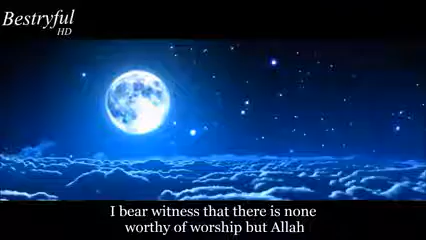 Bestryful
HD
I bear witness that there is none
worthy of worship but Allah